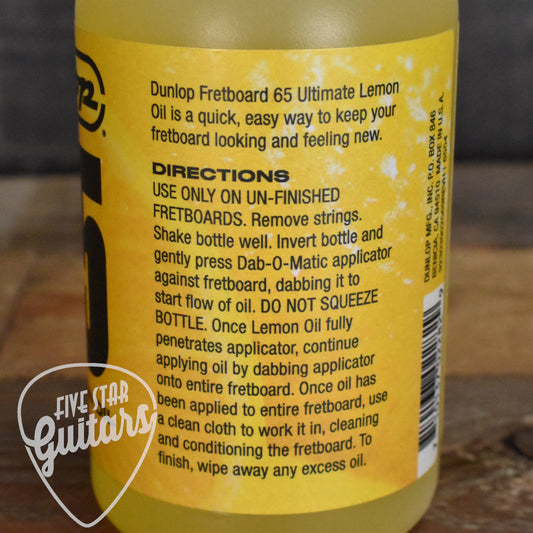 Dunlop Fretboard 65 Ultimate Lemon
Oil is a quick, easy way to keep your
fretboard looking and feeling new.
DIRECTIONS
USE ONLY ON UN-FINISHED
FRETBOARDS. Remove strings.
Shake bottle well. Invert bottle and
gently press Dab-O-Matic applicator
against fretboard, dabbing it to
start flow of oil. DO NOT SQUEEZE
BOTTLE. Once Lemon Oil fully
penetrates applicator, continue
applying oil by dabbing applicator
onto entire fretboard. Once oil has
been applied to entire fretboard, use
a clean cloth to work it in, cleaning
and conditioning the fretboard. To
finish, wipe away any excess oil.
DUNLOP MFG., INC. P.O. BOX 846
BENICIA, CA 94510 MADE IN U.S.A.
FIVE STAR
Guitars